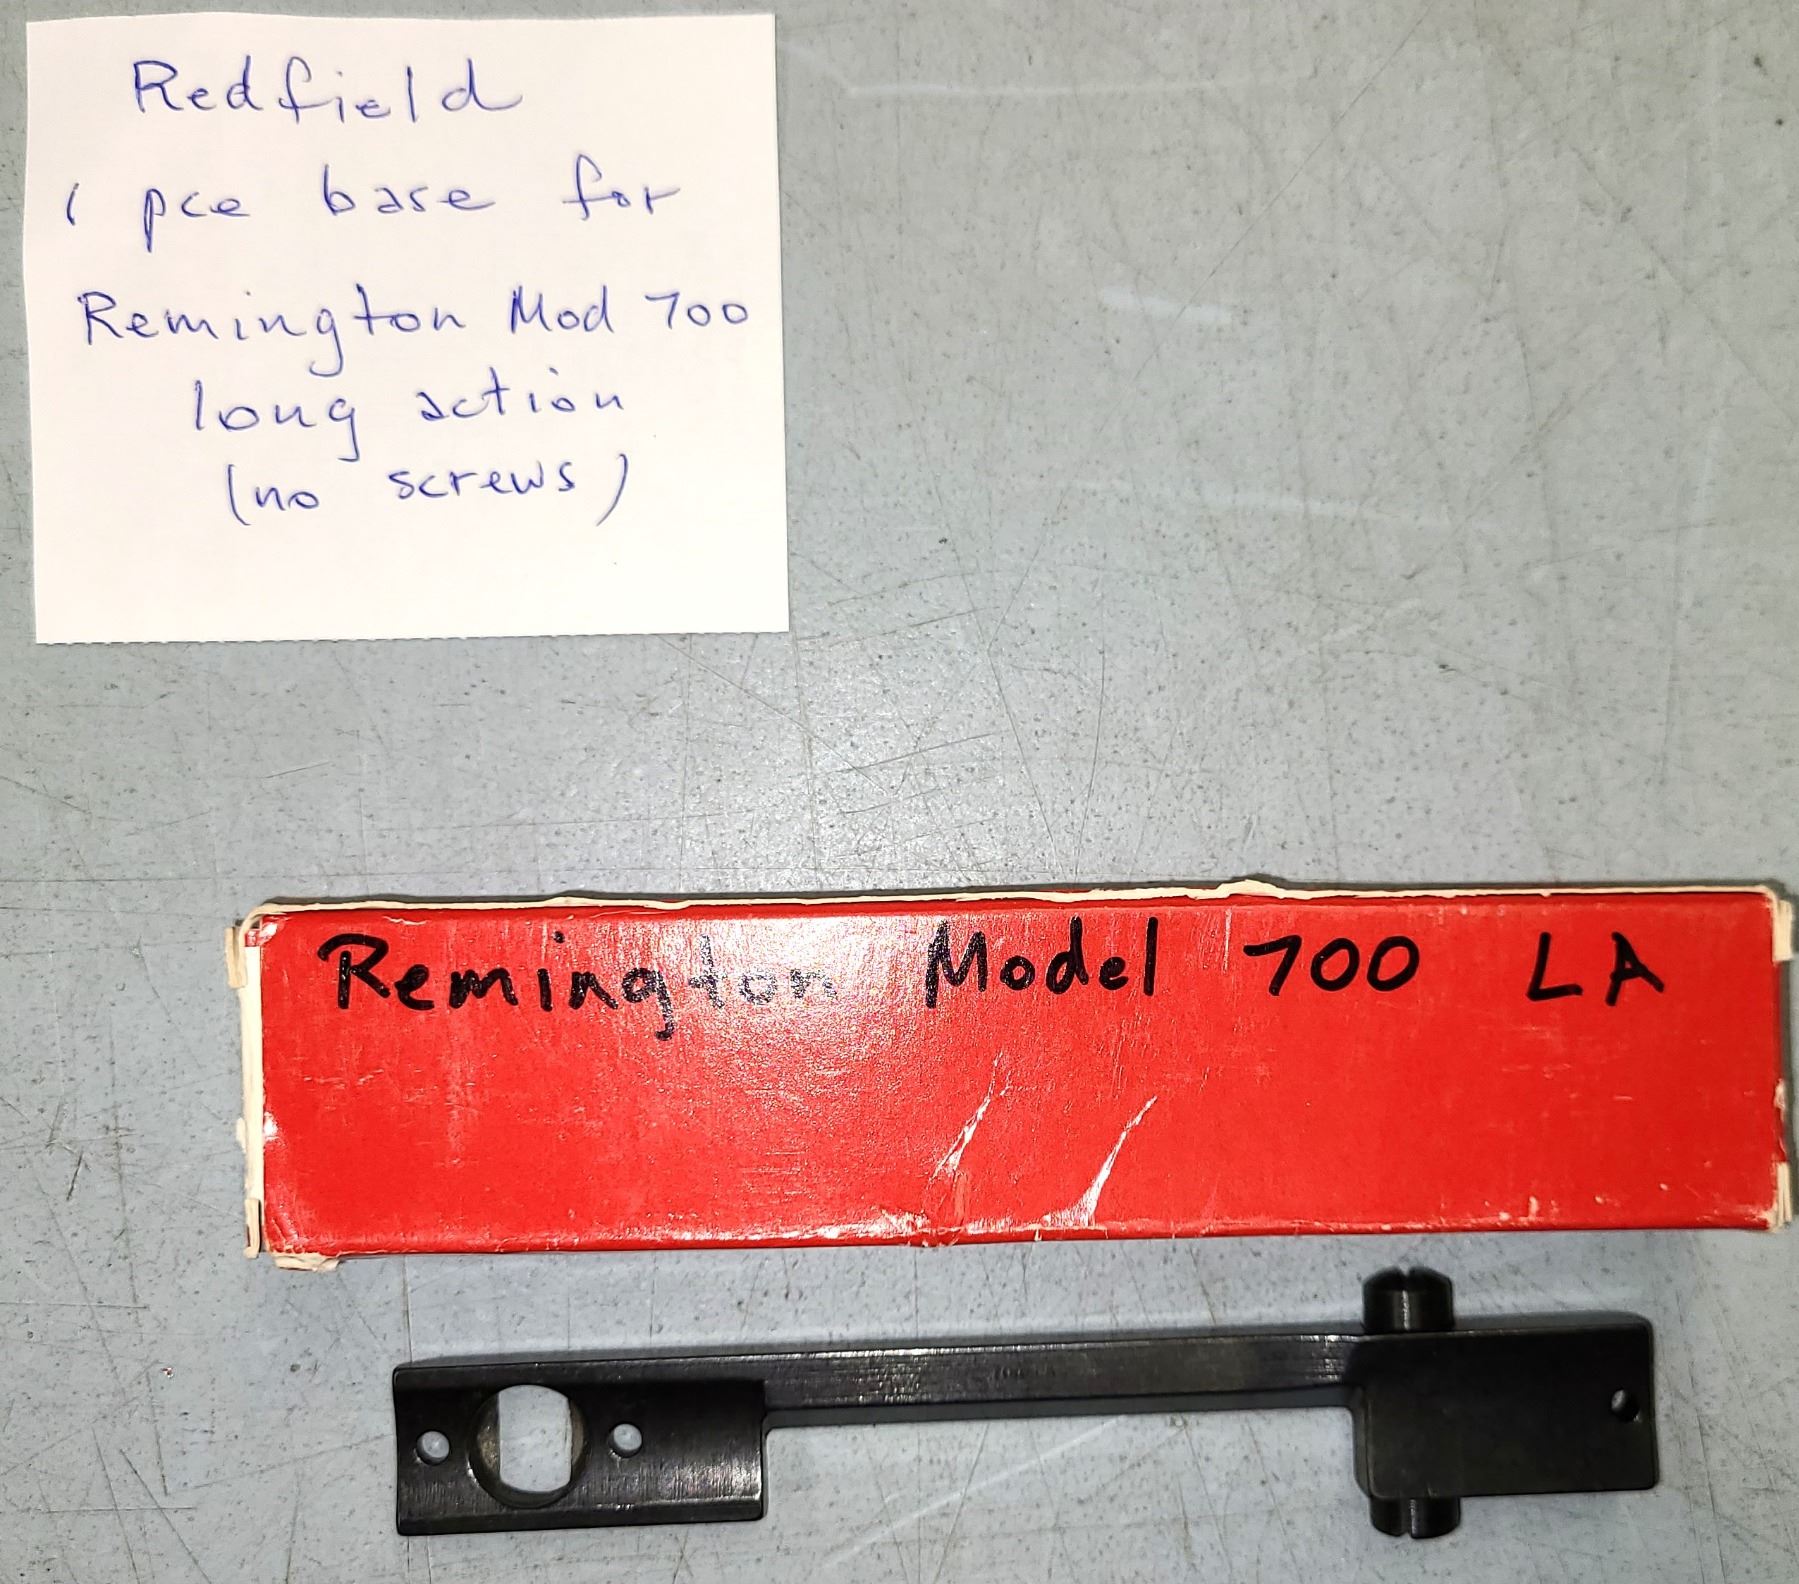 Redfield
1 pce base for
Remington Mod 700
long action
(no screws)
Remington Model 700 LA